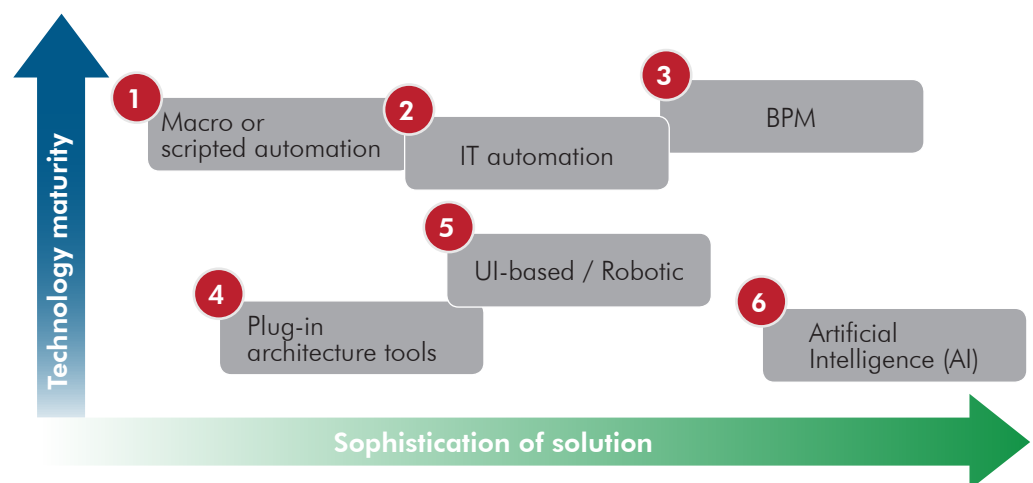 1
Macro or
scripted automation
2
IT automation
3
BPM
4
Plug-in
architecture tools
5
UI-based / Robotic
6
Artificial
Intelligence (AI)
Technology maturity
Sophistication of solution